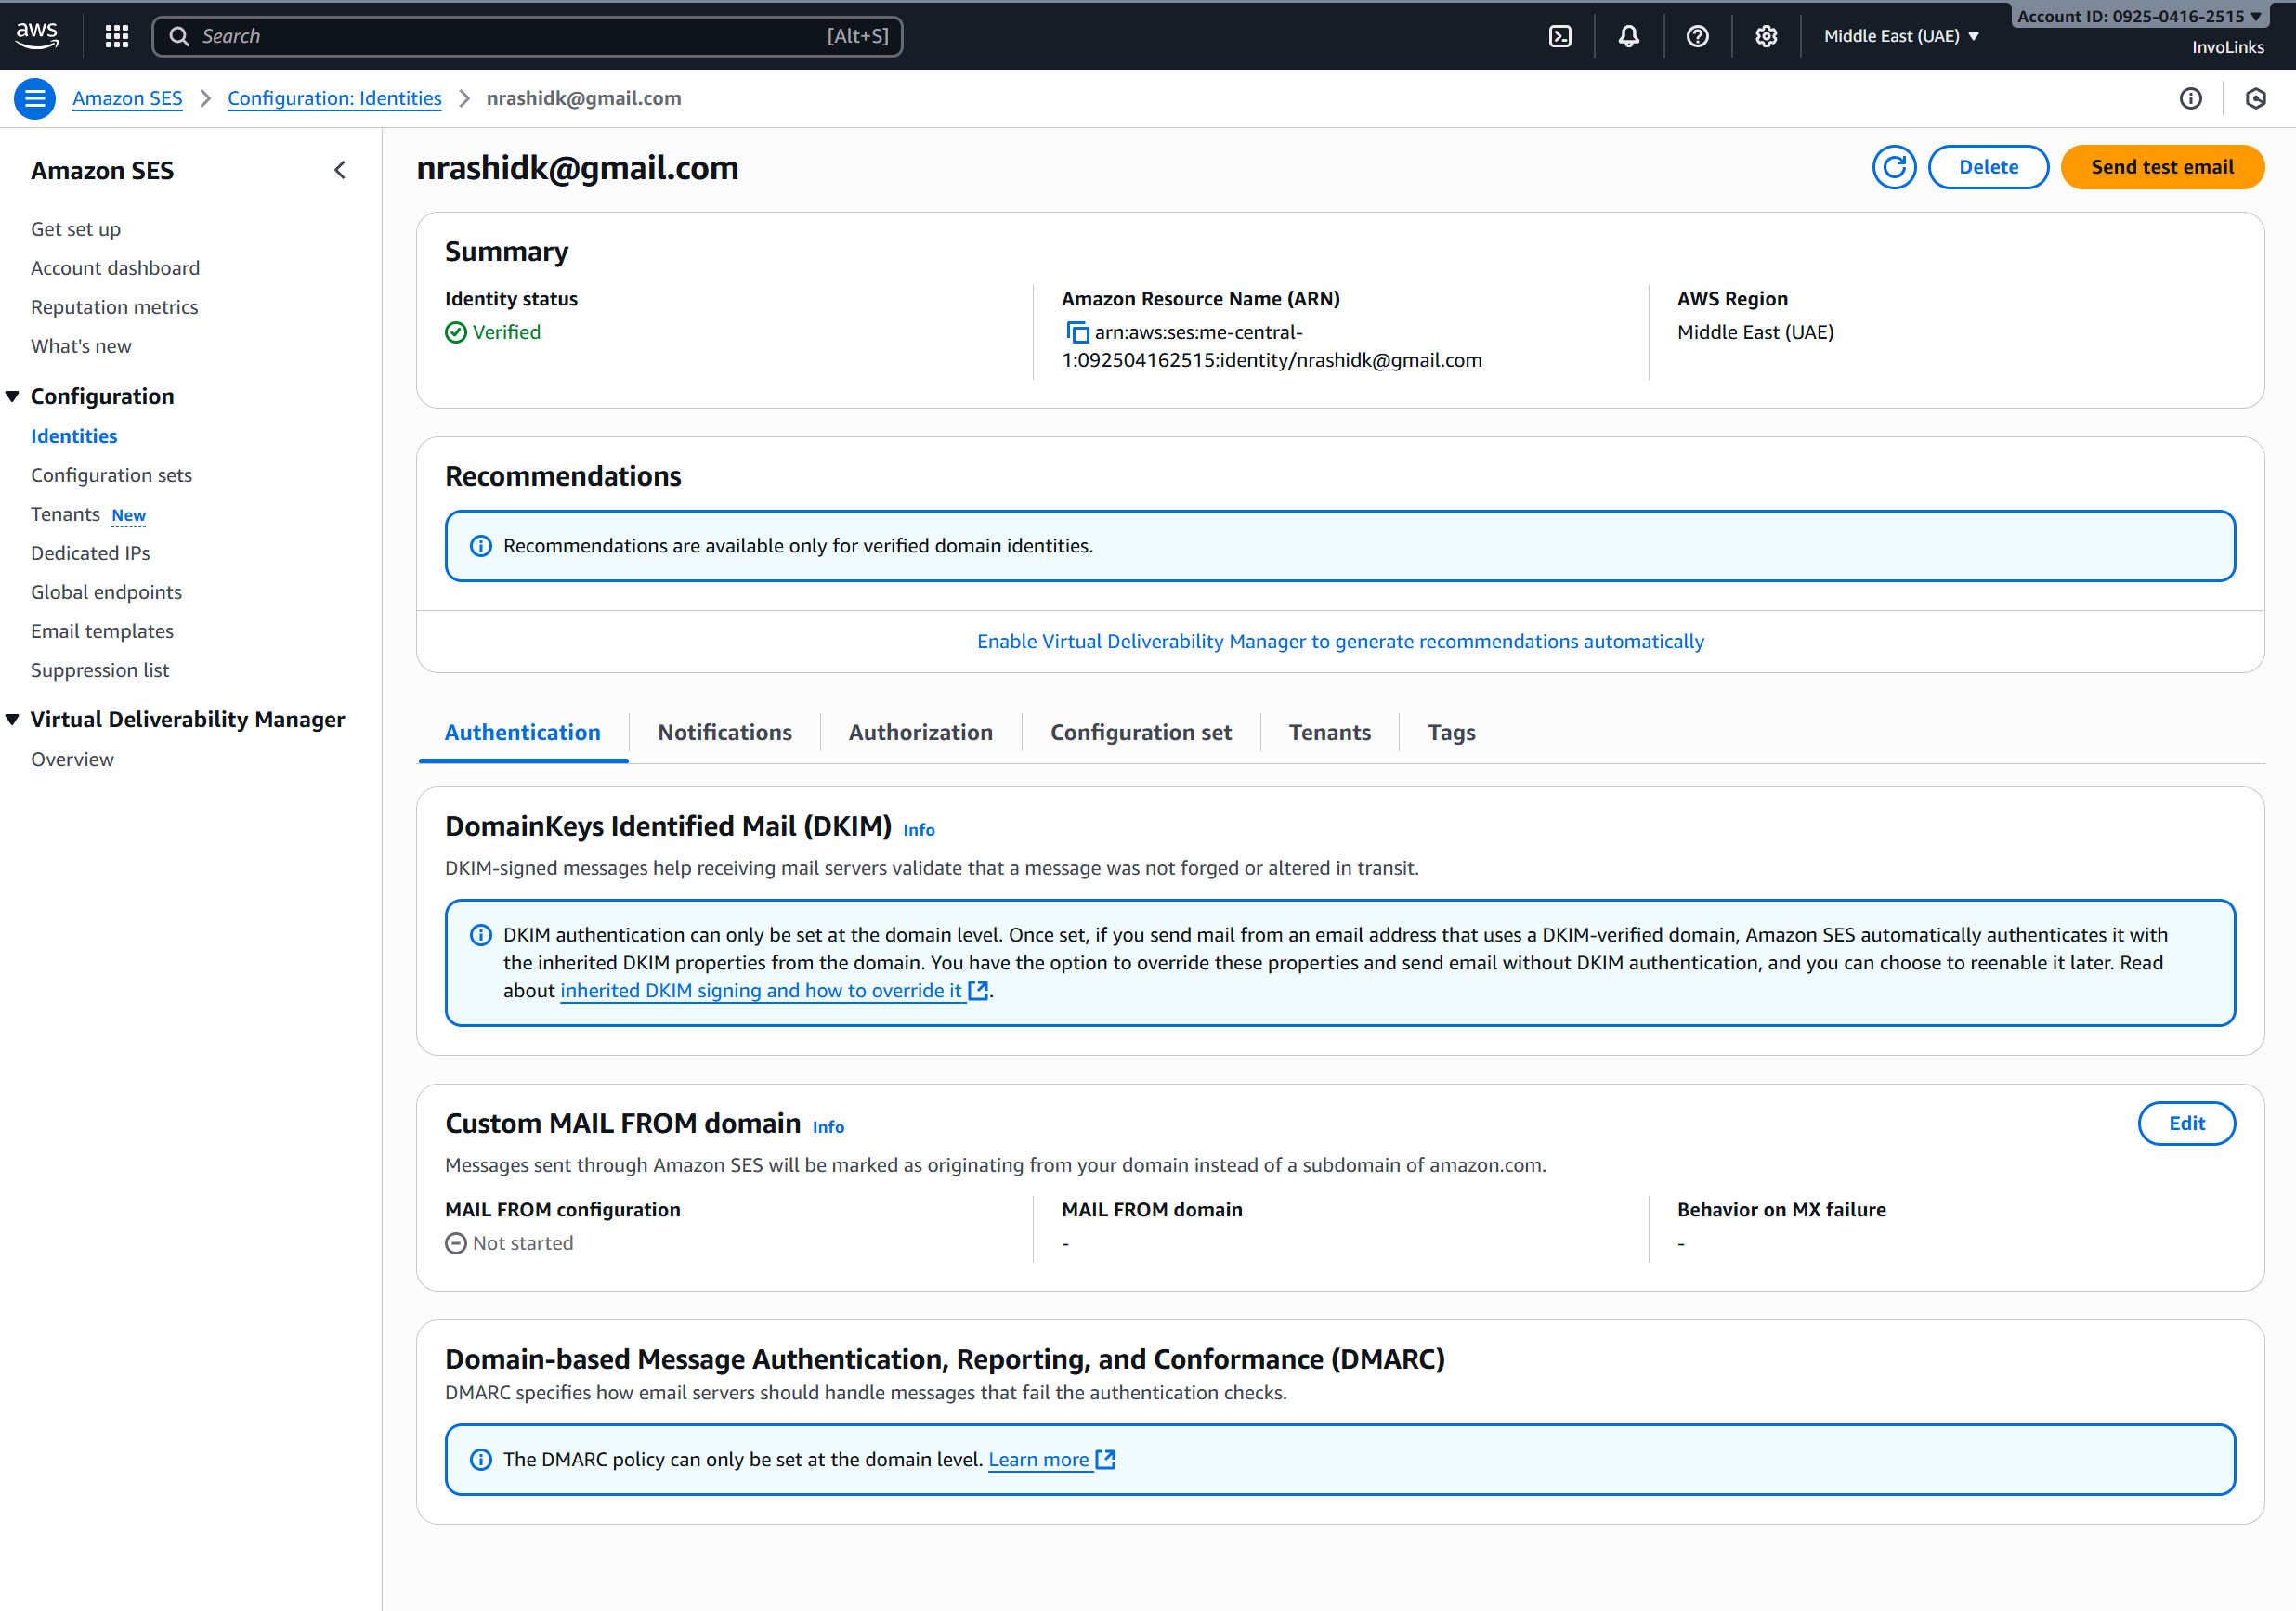 aws
Search
[Alt+S]
Middle East (UAE)
Account ID: 0925-0416-2515
InvoLinks
Amazon SES
Configuration: Identities
nrashidk@gmail.com
Amazon SES
Get set up
Account dashboard
Reputation metrics
What's new
Configuration
Identities
Configuration sets
Tenants New
Dedicated IPs
Global endpoints
Email templates
Suppression list
Virtual Deliverability Manager
Overview
nrashidk@gmail.com
Delete
Send test email
Summary
Identity status
Verified
Amazon Resource Name (ARN)
arn:aws:ses:me-central-
1:092504162515:identity/nrashidk@gmail.com
AWS Region
Middle East (UAE)
Recommendations
Recommendations are available only for verified domain identities.
Enable Virtual Deliverability Manager to generate recommendations automatically
Authentication
Notifications
Authorization
Configuration set
Tenants
Tags
DomainKeys Identified Mail (DKIM) Info
DKIM-signed messages help receiving mail servers validate that a message was not forged or altered in transit.
DKIM authentication can only be set at the domain level. Once set, if you send mail from an email address that uses a DKIM-verified domain, Amazon SES automatically authenticates it with
the inherited DKIM properties from the domain. You have the option to override these properties and send email without DKIM authentication, and you can choose to reenable it later. Read
about inherited DKIM signing and how to override it.
Custom MAIL FROM domain Info
Edit
Messages sent through Amazon SES will be marked as originating from your domain instead of a subdomain of amazon.com.
MAIL FROM configuration
Not started
MAIL FROM domain
-
Behavior on MX failure
-
Domain-based Message Authentication, Reporting, and Conformance (DMARC)
DMARC specifies how email servers should handle messages that fail the authentication checks.
The DMARC policy can only be set at the domain level. Learn more